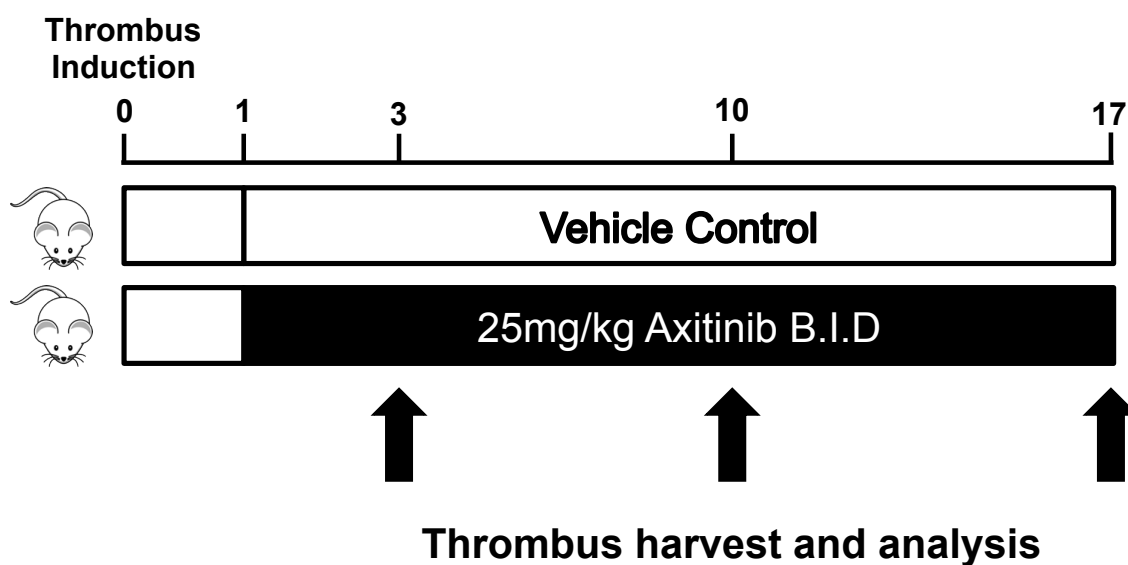 Thrombus
Induction
0 1 3 10 17
Vehicle Control
25mg/kg Axitinib B.I.D
Thrombus harvest and analysis